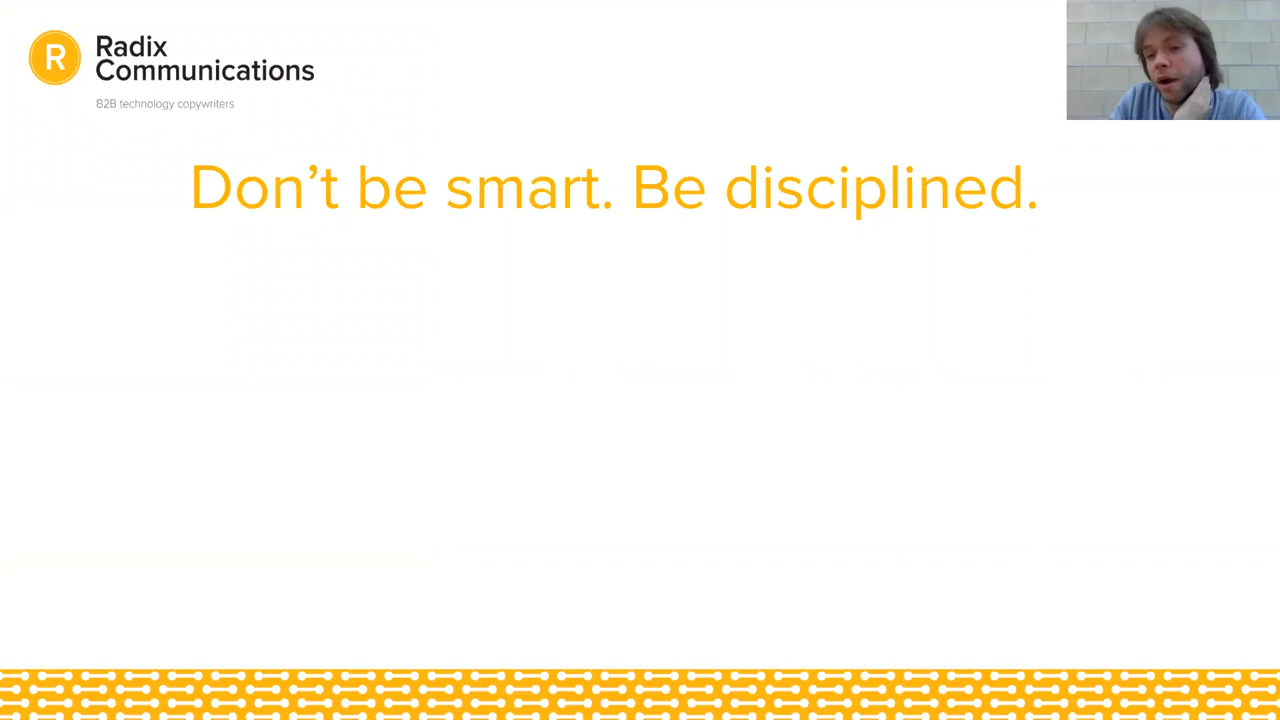 R
Radix
Communications
B2B technology copywriters
Don’t be smart. Be disciplined.